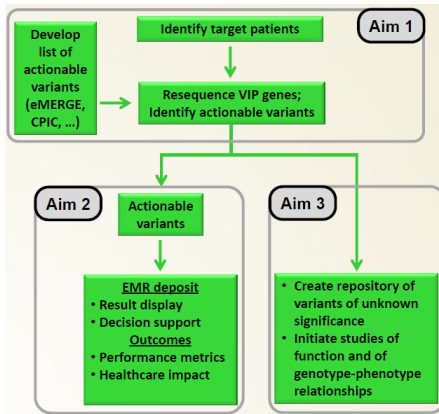 Aim 1
Identify target patients
Develop
list of
actionable
variants
(eMERGE,
CPIC, ...)
Resequence VIP genes;
Identify actionable variants
Aim 2
Actionable
variants
EMR deposit
• Result display
• Decision support
Outcomes
• Performance metrics
• Healthcare impact
Aim 3
• Create repository of
variants of unknown
significance
• Initiate studies of
function and of
genotype-phenotype
relationships